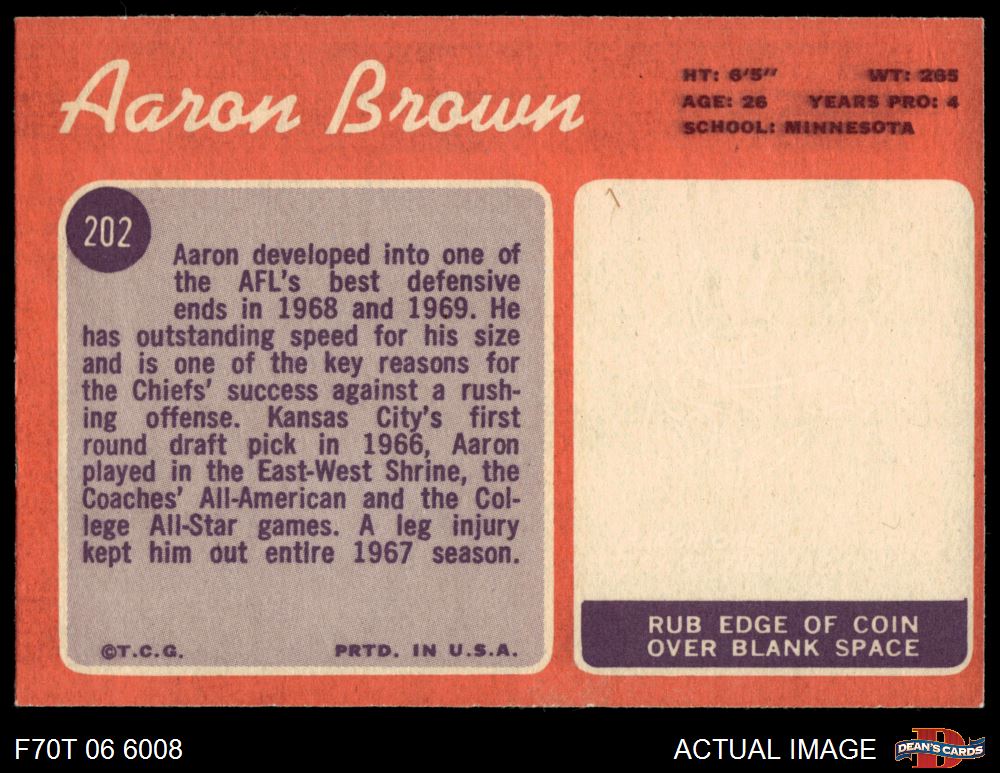 Aaron Brown
HT: 6'5" WT: 265
AGE: 26 YEARS PRO: 4
SCHOOL: MINNESOTA
202
Aaron developed into one of
the AFL's best defensive
ends in 1968 and 1969. He
has outstanding speed for his size
and is one of the key reasons for
the Chiefs' success against a rush-
ing offense. Kansas City's first
round draft pick in 1966, Aaron
played in the East-West Shrine, the
Coaches' All-American and the Col-
lege All-Star games. A leg injury
kept him out entire 1967 season.
©T.C.G. PRTD. IN U.S.A.
RUB EDGE OF COIN
OVER BLANK SPACE
F70T 06 6008
ACTUAL IMAGE
D
DEAN'S CARDS